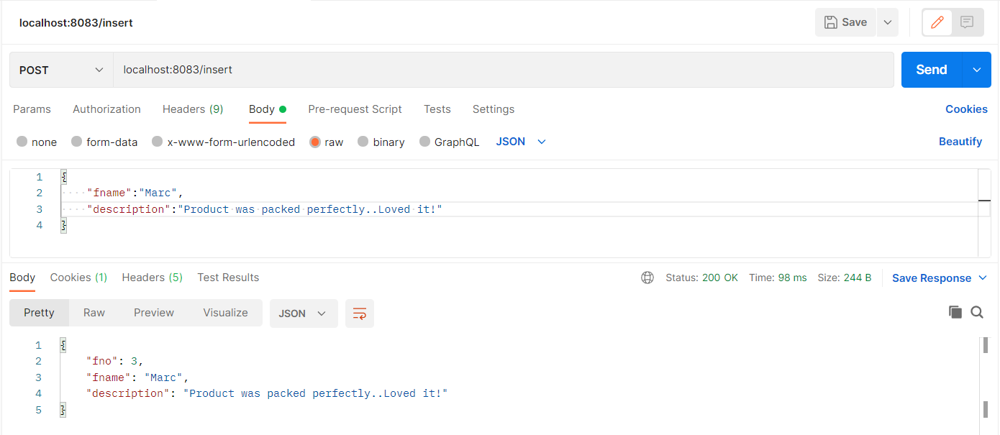 localhost:8083/insert Save
POST localhost:8083/insert Send
Params Authorization Headers (9) Body Pre-request Script Tests Settings Cookies
none form-data x-www-form-urlencoded raw binary GraphQL JSON Beautify
1 {
2 "fname":"Marc",
3 "description":"Product was packed perfectly..Loved it!"
4 }
Body Cookies (1) Headers (5) Test Results Status: 200 OK Time: 98 ms Size: 244 B Save Response
Pretty Raw Preview Visualize JSON
1 {
2 "fno": 3,
3 "fname": "Marc",
4 "description": "Product was packed perfectly..Loved it!"
5 }